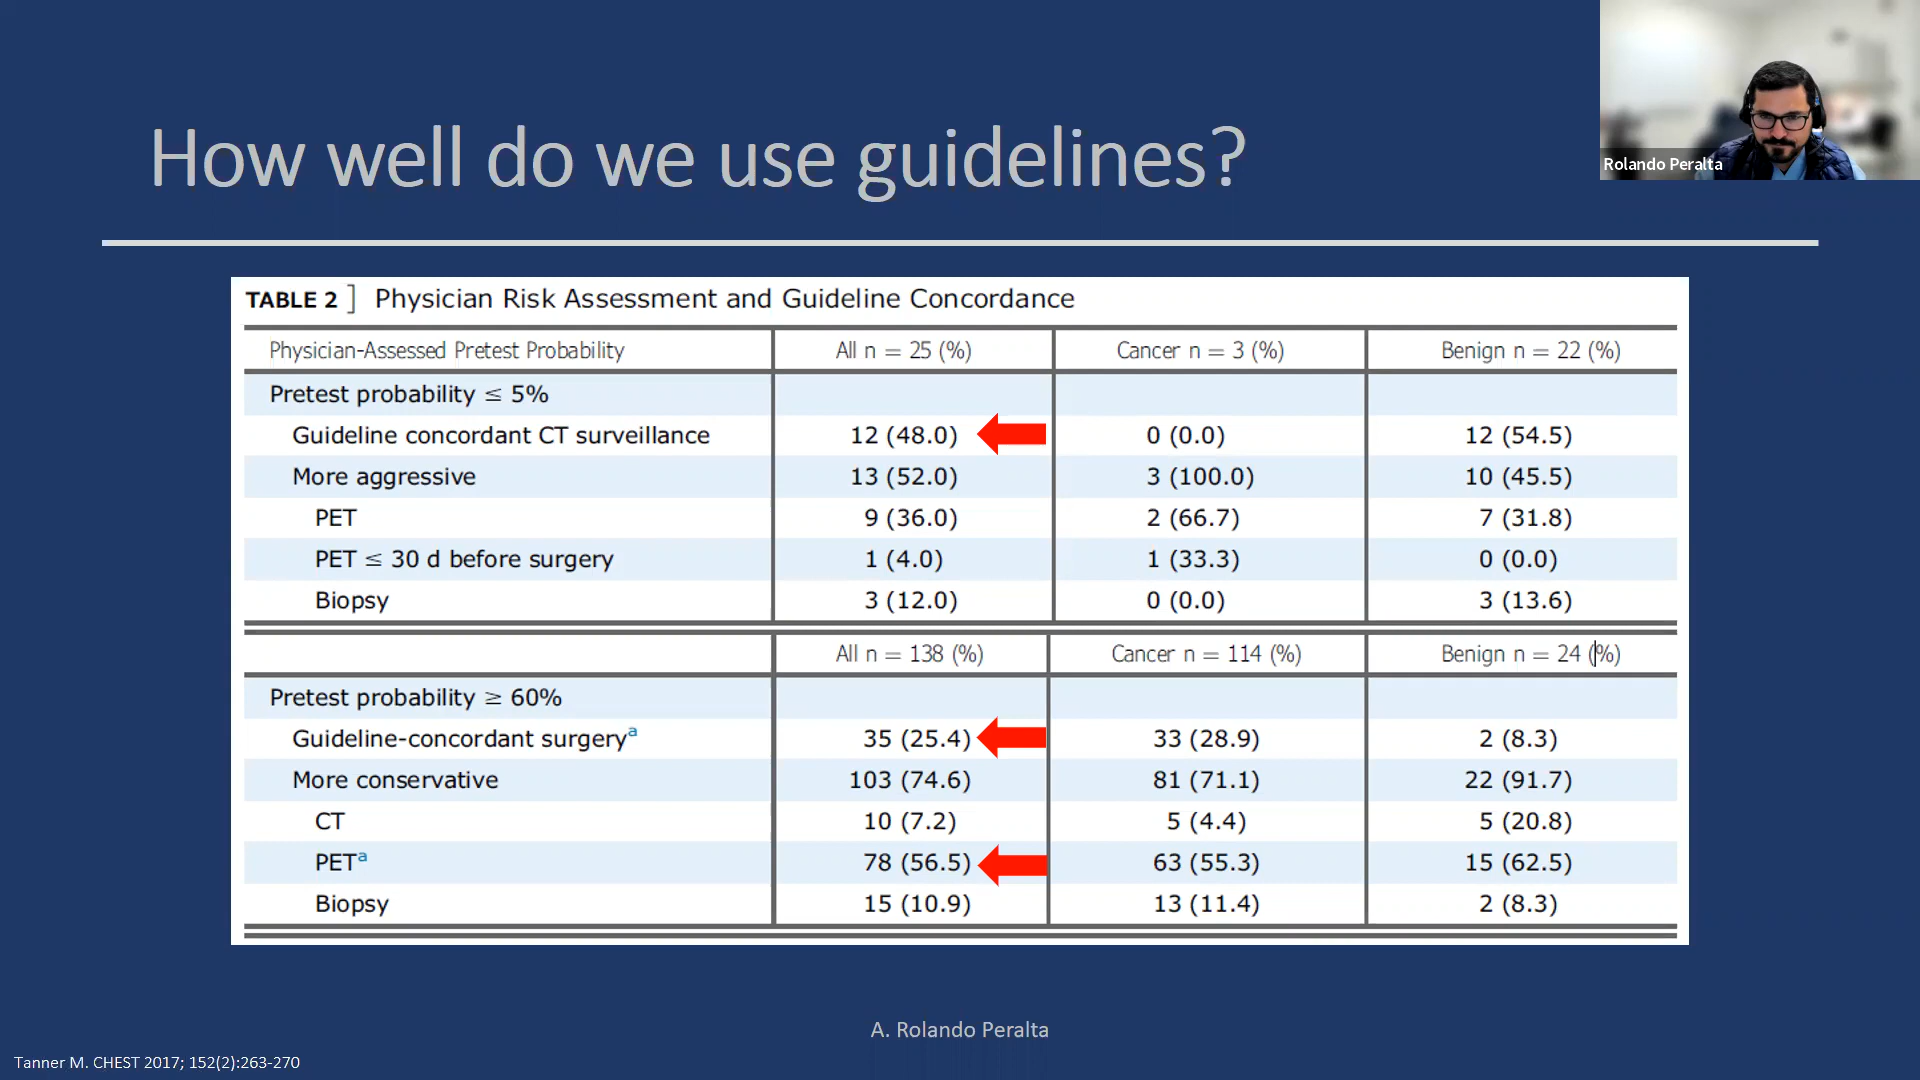 How well do we use guidelines?
Rolando Peralta
TABLE 2 ] Physician Risk Assessment and Guideline Concordance
Physician-Assessed Pretest Probability All n = 25 (%) Cancer n = 3 (%) Benign n = 22 (%)
Pretest probability ≤ 5%
Guideline concordant CT surveillance 12 (48.0) 0 (0.0) 12 (54.5)
More aggressive 13 (52.0) 3 (100.0) 10 (45.5)
PET 9 (36.0) 2 (66.7) 7 (31.8)
PET ≤ 30 d before surgery 1 (4.0) 1 (33.3) 0 (0.0)
Biopsy 3 (12.0) 0 (0.0) 3 (13.6)
All n = 138 (%) Cancer n = 114 (%) Benign n = 24 (%)
Pretest probability ≥ 60%
Guideline-concordant surgeryᵃ 35 (25.4) 33 (28.9) 2 (8.3)
More conservative 103 (74.6) 81 (71.1) 22 (91.7)
CT 10 (7.2) 5 (4.4) 5 (20.8)
PETᵃ 78 (56.5) 63 (55.3) 15 (62.5)
Biopsy 15 (10.9) 13 (11.4) 2 (8.3)
A. Rolando Peralta
Tanner M. CHEST 2017; 152(2):263-270